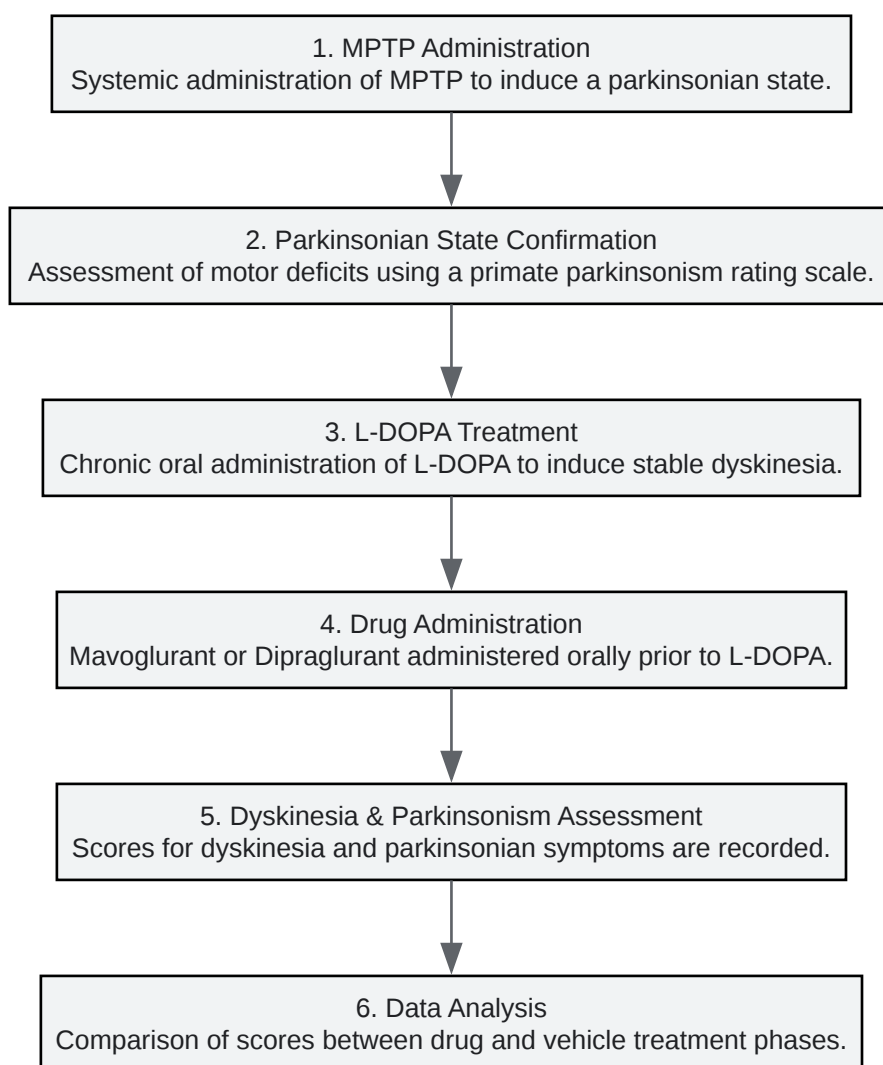 1. MPTP Administration
Systemic administration of MPTP to induce a parkinsonian state.
2. Parkinsonian State Confirmation
Assessment of motor deficits using a primate parkinsonism rating scale.
3. L-DOPA Treatment
Chronic oral administration of L-DOPA to induce stable dyskinesia.
4. Drug Administration
Mavoglurant or Dipraglurant administered orally prior to L-DOPA.
5. Dyskinesia & Parkinsonism Assessment
Scores for dyskinesia and parkinsonian symptoms are recorded.
6. Data Analysis
Comparison of scores between drug and vehicle treatment phases.